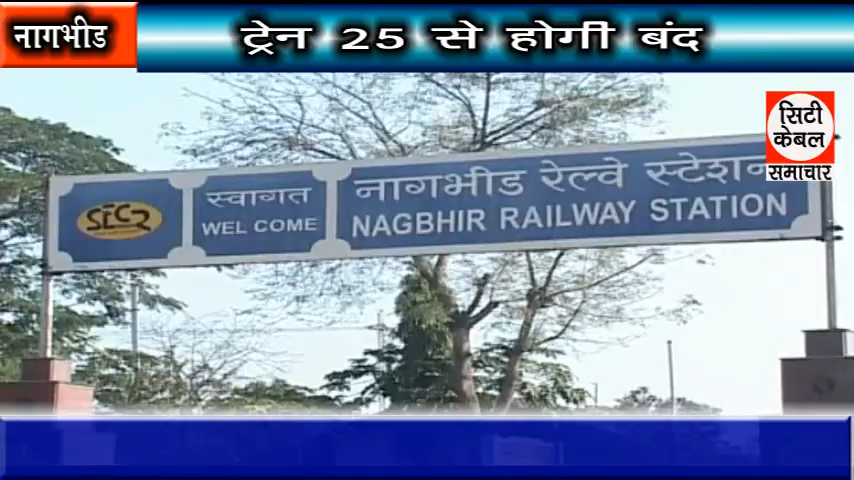 नागभीड
ट्रेन 25 से होगी बंद
सिटी
केबल
समाचार
SECR
स्वागत
WEL COME
नागभीड रेल्वे स्टेशन
NAGBHIR RAILWAY STATION